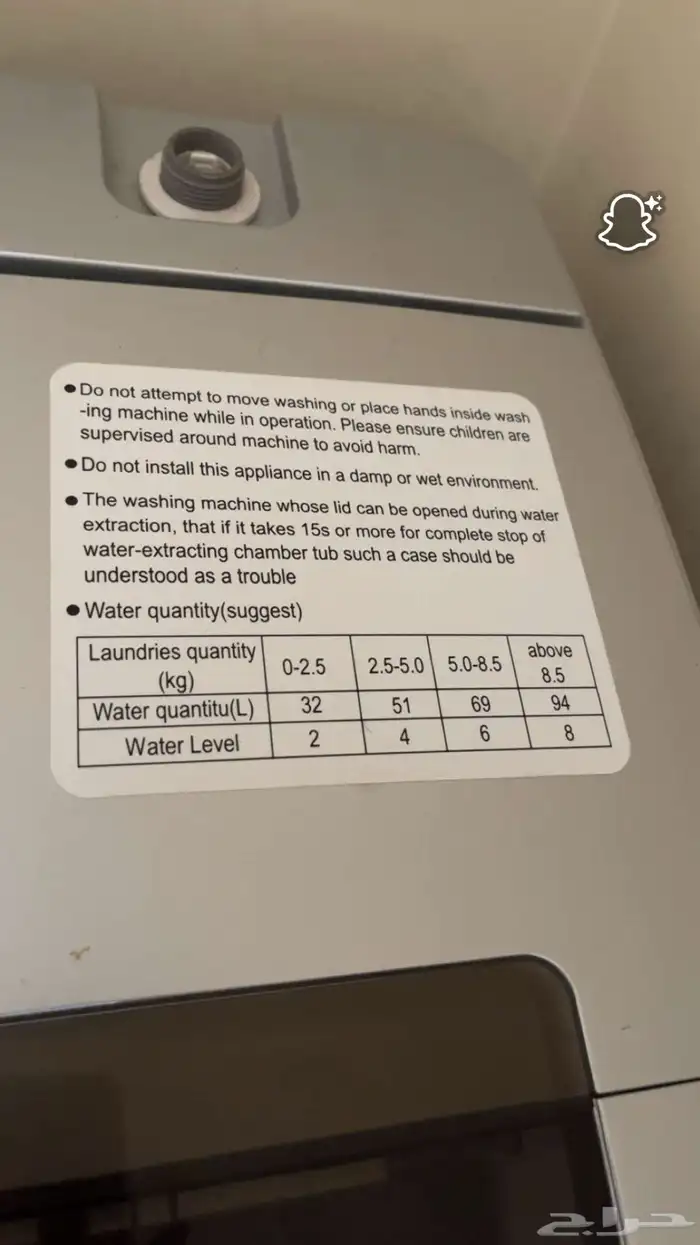 ● Do not attempt to move washing or place hands inside wash
-ing machine while in operation. Please ensure children are
supervised around machine to avoid harm.
● Do not install this appliance in a damp or wet environment.
● The washing machine whose lid can be opened during water
extraction, that if it takes 15s or more for complete stop of
water-extracting chamber tub such a case should be
understood as a trouble
● Water quantity(suggest)
Laundries quantity (kg) 0-2.5 2.5-5.0 5.0-8.5 above 8.5
Water quantitu(L) 32 51 69 94
Water Level 2 4 6 8
حراج